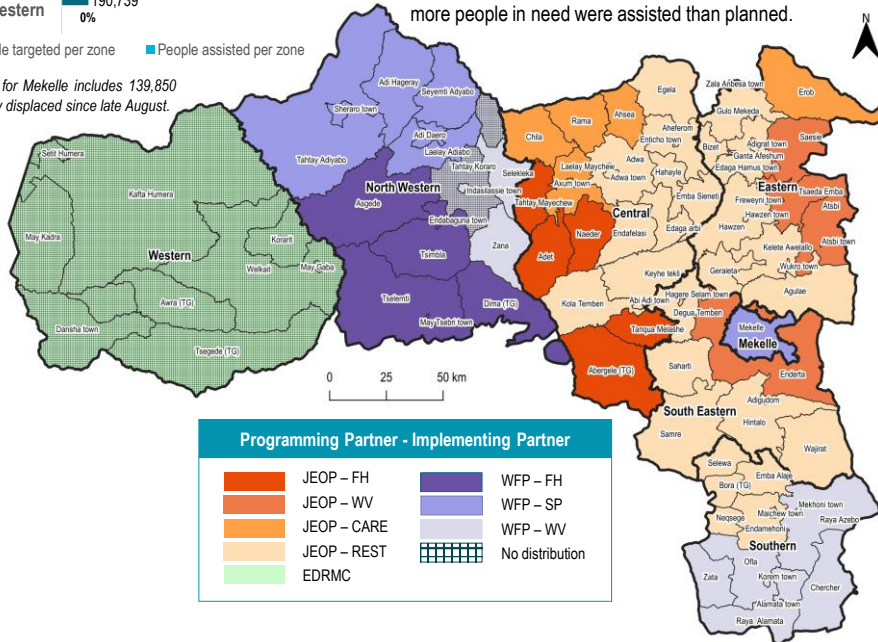 190,739
estern
0%
le targeted per zone
People assisted per zone
more people in need were assisted than planned.
for Mekelle includes 139,850
y displaced since late August.
N
Adi Hageray
Seyemti Adyabo
Sheraro town
Adi Daero
Laelay Adiabo
Tahtay Adiyabo
Tahtay Koraro
Selekleka
North Western
Indasilassie town
Asgede
Endabaguna town
Zana
Tsimbla
Tselemti
Dima (TG)
May Tsebri town
Setit Humera
Kafta Humera
May Kadra
Western
Korarit
Welkait
May Gaba
Awra (TG)
Dansha town
Tsegede (TG)
Egela
Rama
Ahsea
Chila
Aheferom
Enticho town
Laelay Maychew
Adwa
Axum town
Adwa town
Hahayle
Tahtay Mayechew
Emba Sieneti
Central
Naeder
Endafelasi
Edaga arbi
Adet
Keyhe tekli
Kola Temben
Abi Adi town
Tanqua Melashe
Abergele (TG)
Zala Anbesa town
Erob
Gulo Mekeda
Saesie
Bizet
Adigrat town
Ganta Afeshum
Edaga Hamus town
Eastern
Tsaeda Emba
Freweyni town
Atsbi
Hawzen town
Hawzen
Atsbi town
Kelete Awelallo
Wukro town
Geraleta
Agulae
Hagere Selam town
Degua Temben
Mekelle
Mekelle
Enderta
Saharti
Adigudom
South Eastern
Hintalo
Samre
Wajirat
Selewa
Emba Alaje
Bora (TG)
Mekhoni town
Neqsege
Maichew town
Raya Azebo
Endamehoni
Southern
Ofla
Zata
Korem town
Chercher
Alamata town
Raya Alamata
0 25 50 km
Programming Partner - Implementing Partner
JEOP – FH
WFP – FH
JEOP – WV
WFP – SP
JEOP – CARE
WFP – WV
JEOP – REST
No distribution
EDRMC